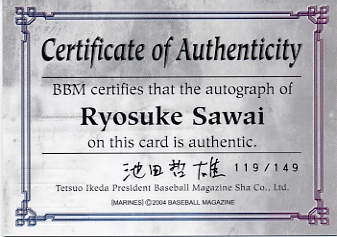 Certificate of Authenticity
BBM certifies that the autograph of
Ryosuke Sawai
on this card is authentic.
池田哲雄 119/149
Tetsuo Ikeda President Baseball Magazine Sha Co., Ltd.
[MARINES] ©2004 BASEBALL MAGAZINE